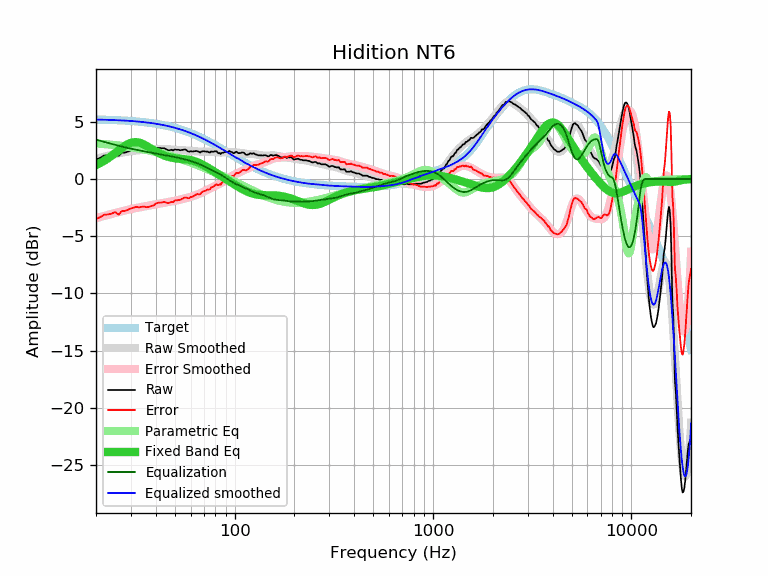 Hidition NT6
Amplitude (dBr)
5
0
−5
−10
−15
−20
−25
Target
Raw Smoothed
Error Smoothed
Raw
Error
Parametric Eq
Fixed Band Eq
Equalization
Equalized smoothed
100 1000 10000
Frequency (Hz)